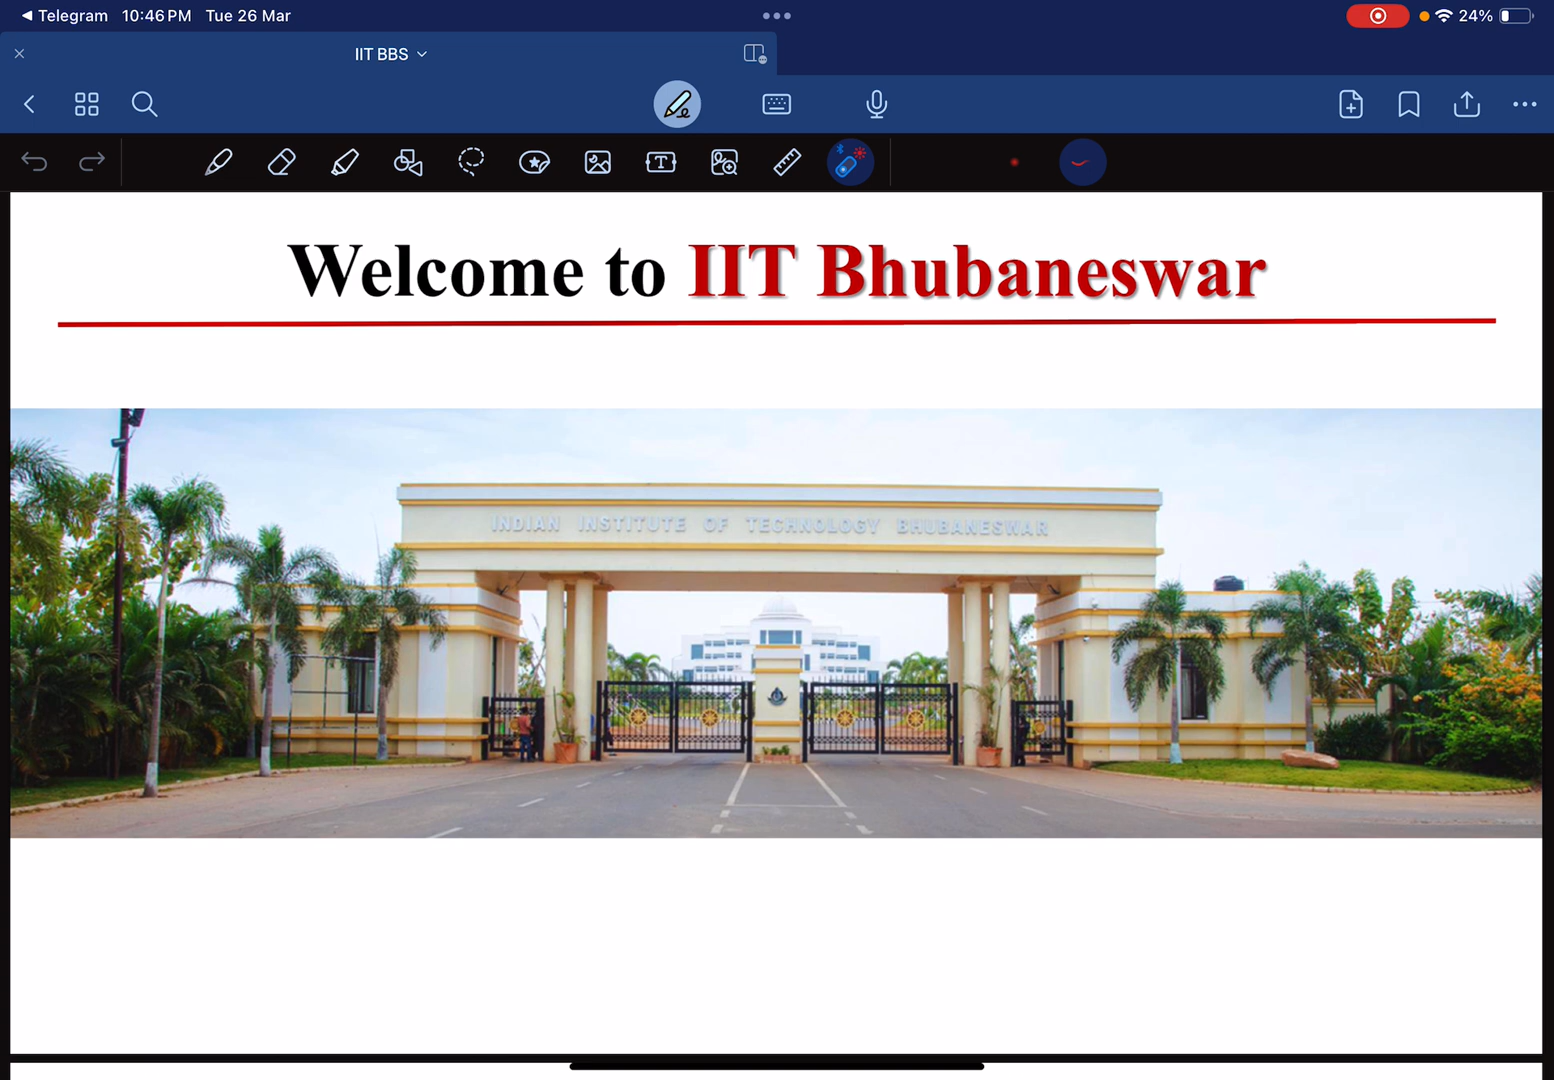 Telegram 10:46 PM Tue 26 Mar
24%
IIT BBS
T
Welcome to IIT Bhubaneswar
INDIAN INSTITUTE OF TECHNOLOGY BHUBANESWAR